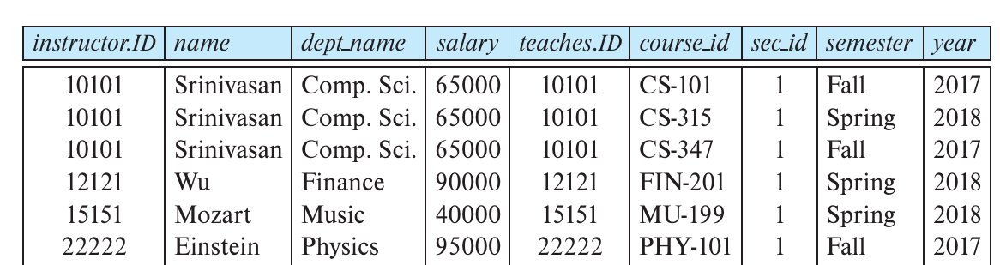 instructor.ID name dept_name salary teaches.ID course_id sec_id semester year
10101 Srinivasan Comp. Sci. 65000 10101 CS-101 1 Fall 2017
10101 Srinivasan Comp. Sci. 65000 10101 CS-315 1 Spring 2018
10101 Srinivasan Comp. Sci. 65000 10101 CS-347 1 Fall 2017
12121 Wu Finance 90000 12121 FIN-201 1 Spring 2018
15151 Mozart Music 40000 15151 MU-199 1 Spring 2018
22222 Einstein Physics 95000 22222 PHY-101 1 Fall 2017